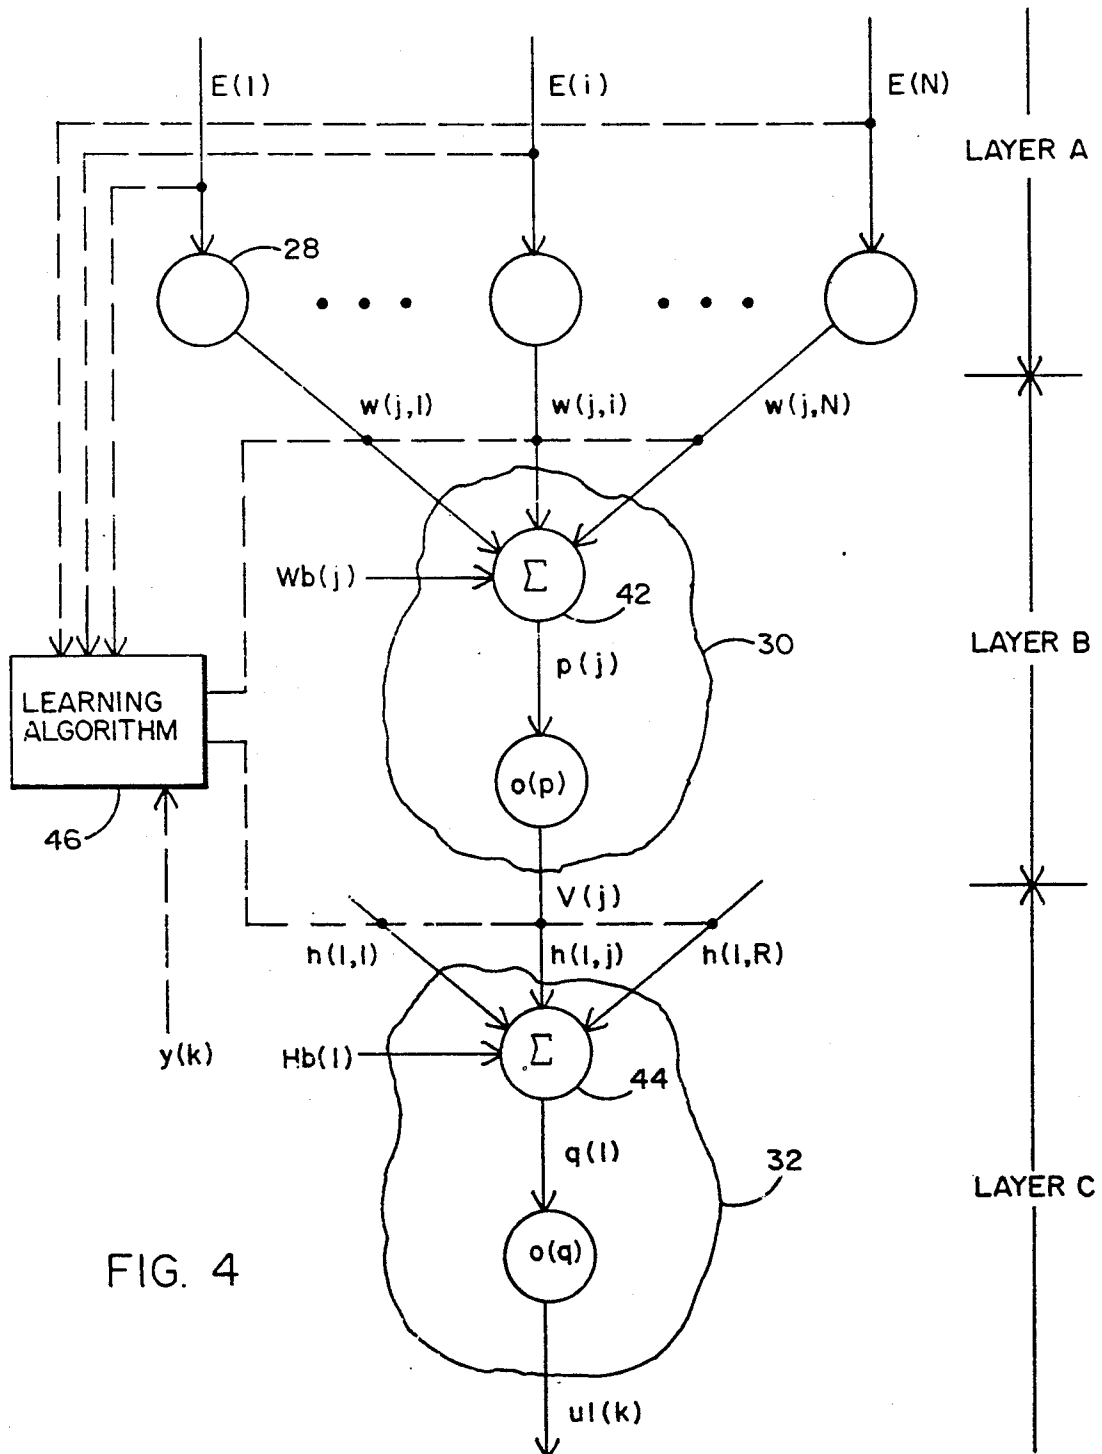 E(1) E(i) E(N)
LAYER A
28
w(j,1) w(j,i) w(j,N)
Wb(j) Σ
42
30
p(j)
LAYER B
LEARNING
ALGORITHM
o(p)
46
V(j)
h(1,1) h(1,j) h(1,R)
y(k) Hb(1) Σ
44
q(1)
32
LAYER C
o(q)
FIG. 4
u1(k)